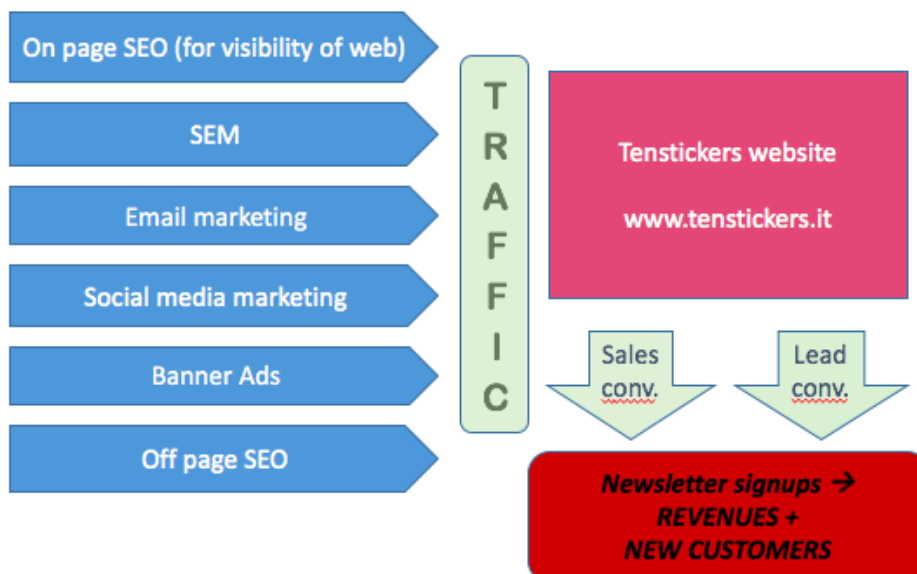 On page SEO (for visibility of web)
SEM
Email marketing
Social media marketing
Banner Ads
Off page SEO
T
R
A
F
F
I
C
Tenstickers website
www.tenstickers.it
Sales
conv.
Lead
conv.
Newsletter signups →
REVENUES +
NEW CUSTOMERS